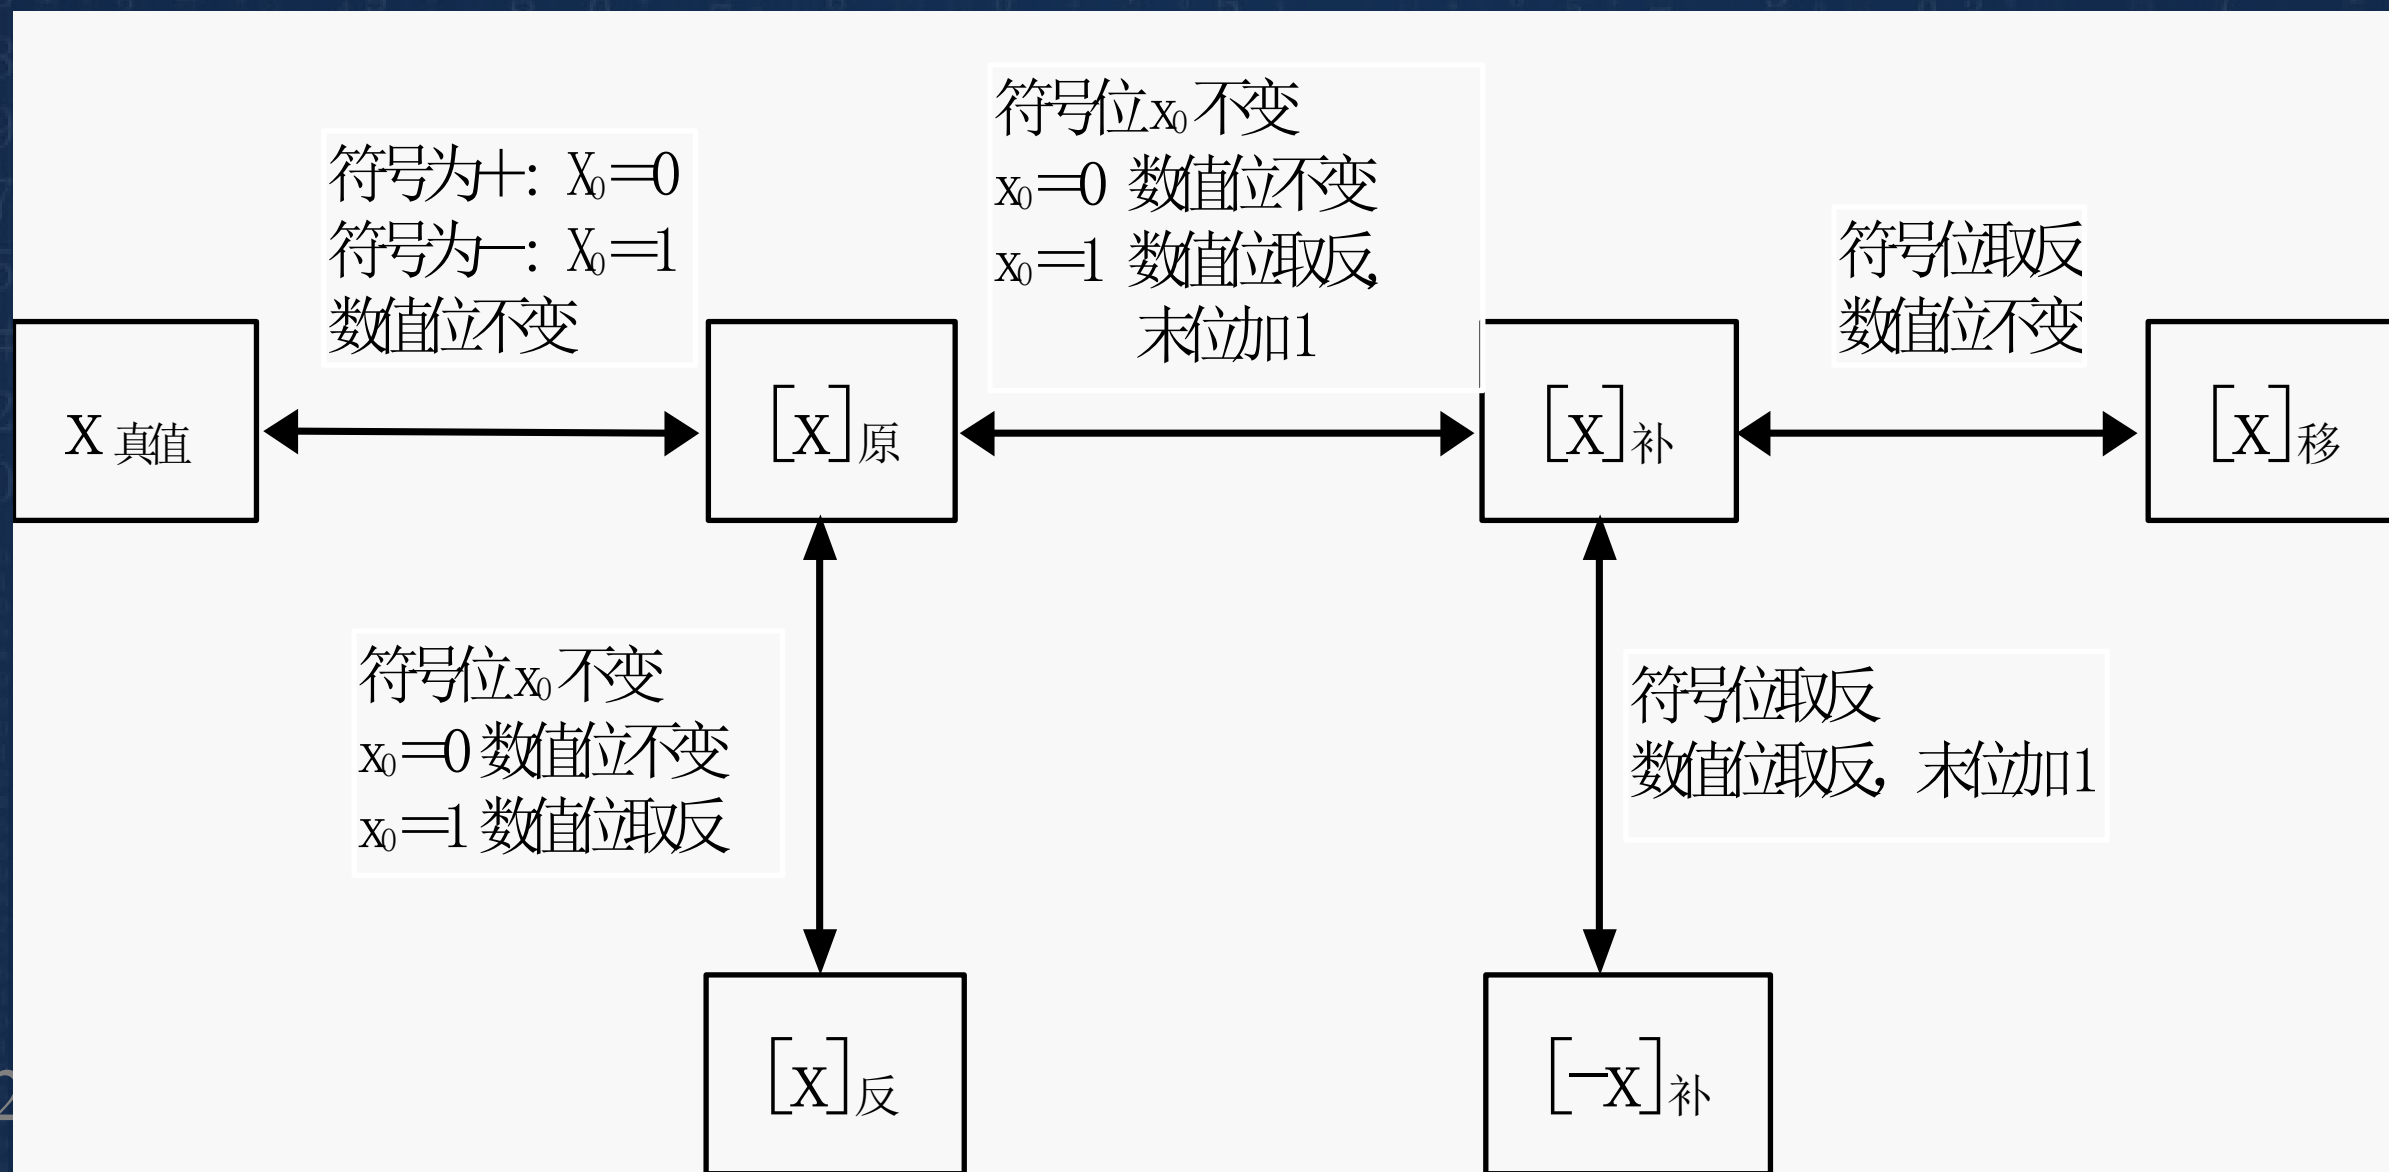 符号位x₀不变
x₀=0 数值位不变
x₀=1 数值位取反,
末位加1
符号为+: X₀=0
符号为—: X₀=1
数值位不变
符号位取反
数值位不变
X 真值
[X]原
[X]补
[X]移
符号位x₀不变
x₀=0 数值位不变
x₀=1 数值位取反
符号位取反
数值位取反, 末位加1
[X]反
[-X]补